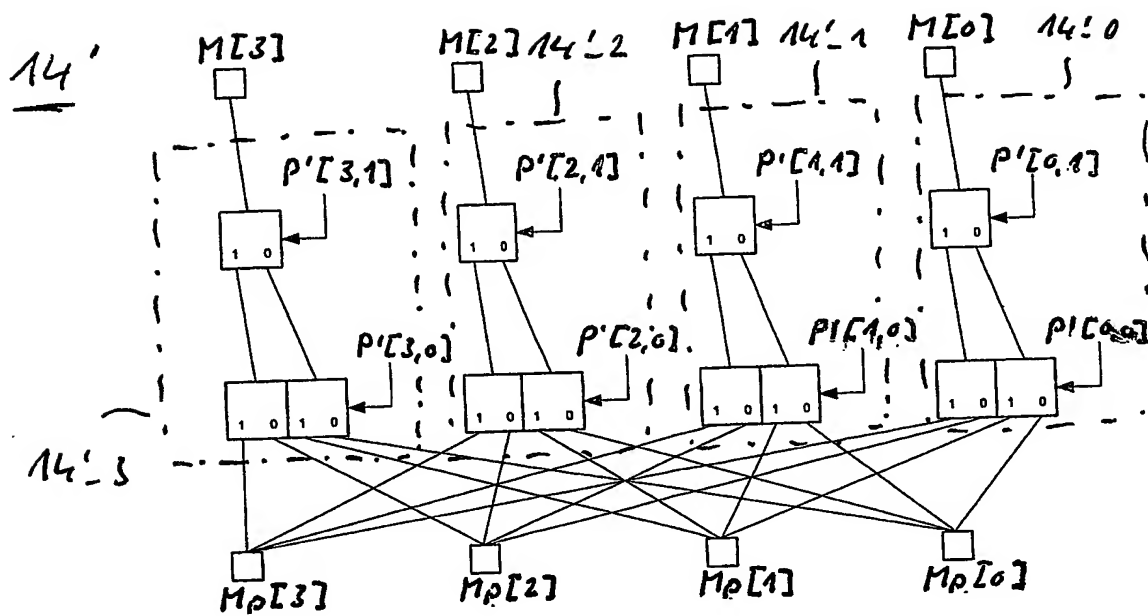 14'
M[3] M[2] 14'_2 M[1] 14'_1 M[0] 14'_0
P'[3,1] P'[2,1] P'[1,1] P'[0,1]
1 0 1 0 1 0 1 0
P'[3,0] P'[2,0] P'[1,0] P'[0,0]
1 0 1 0 1 0 1 0 1 0 1 0 1 0 1 0
14'_3
Mp[3] Mp[2] Mp[1] Mp[0]